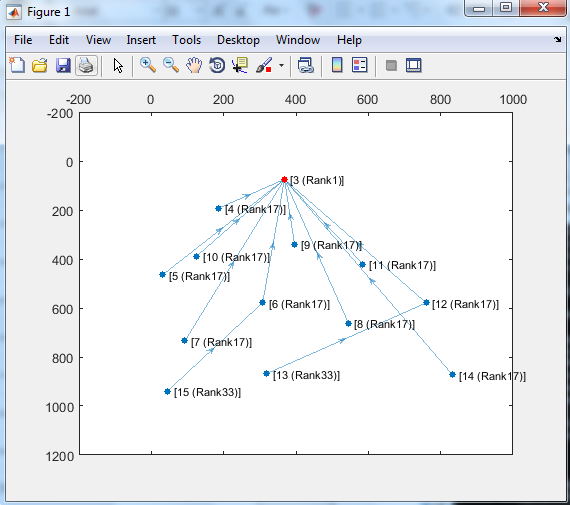 Figure 1
File Edit View Insert Tools Desktop Window Help
-200 0 200 400 600 800 1000
-200
0
200
400
600
800
1000
1200
[3 (Rank1)]
[4 (Rank17)]
[9 (Rank17)]
[10 (Rank17)]
[11 (Rank17)]
[5 (Rank17)]
[6 (Rank17)]
[12 (Rank17)]
[8 (Rank17)]
[7 (Rank17)]
[13 (Rank33)]
[14 (Rank17)]
[15 (Rank33)]